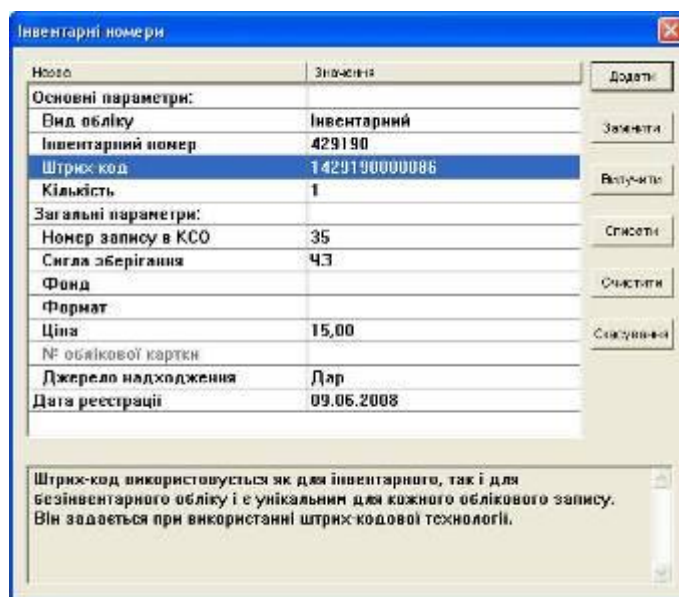 Інвентарні номери
Назва Значення
Основні параметри:
Вид обліку Інвентарний
Інвентарний номер 429190
Штрих-код 1429190000086
Кількість 1
Загальні параметри:
Номер запису в КСО 35
Сигла зберігання ЧЗ
Фонд
Формат
Ціна 15,00
№ облікової картки
Джерело надходження Дар
Дата реєстрації 09.06.2008
Додати
Замінити
Вилучити
Списати
Очистити
Скасування
Штрих-код використовується як для інвентарного, так і для
безінвентарного обліку і є унікальним для кожного облікового запису.
Він задається при використанні штрих-кодової технології.